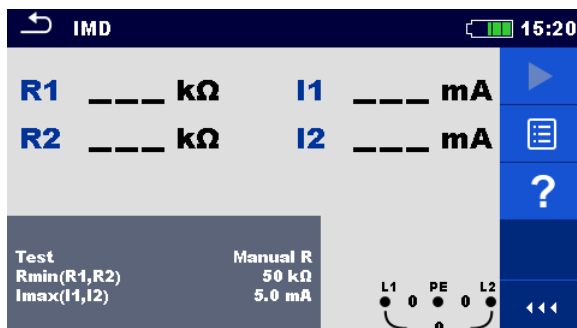 IMD 15:20
R1 ___ kΩ I1 ___ mA
R2 ___ kΩ I2 ___ mA
?
Test Manual R
Rmin(R1,R2) 50 kΩ
Imax(I1,I2) 5.0 mA
L1 PE L2
0 0
0